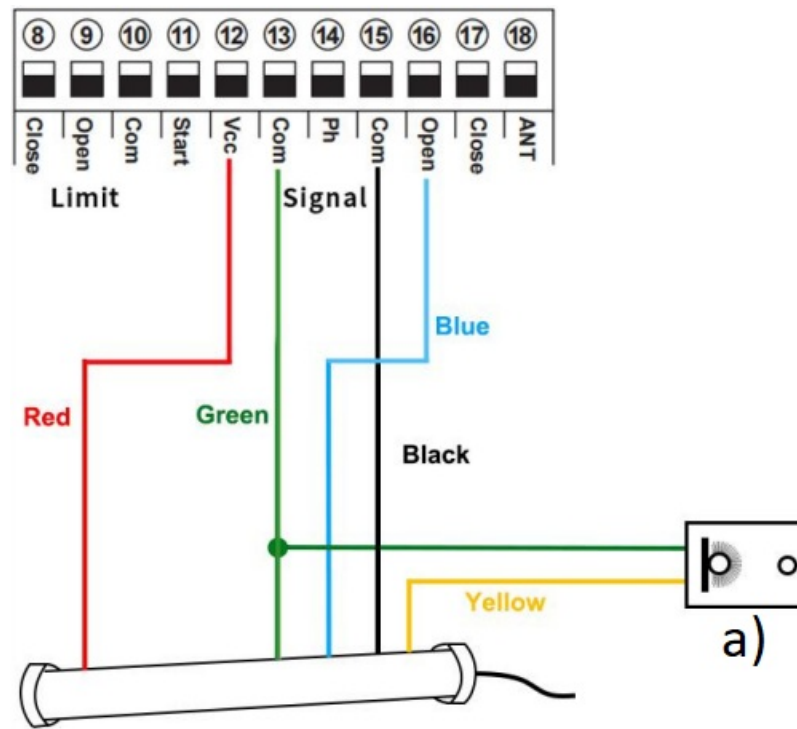 8 9 10 11 12 13 14 15 16 17 18
Close Open Com Start Vcc Com Ph Com Open Close ANT
Limit Signal
Blue
Red Green
Black
Yellow
a)